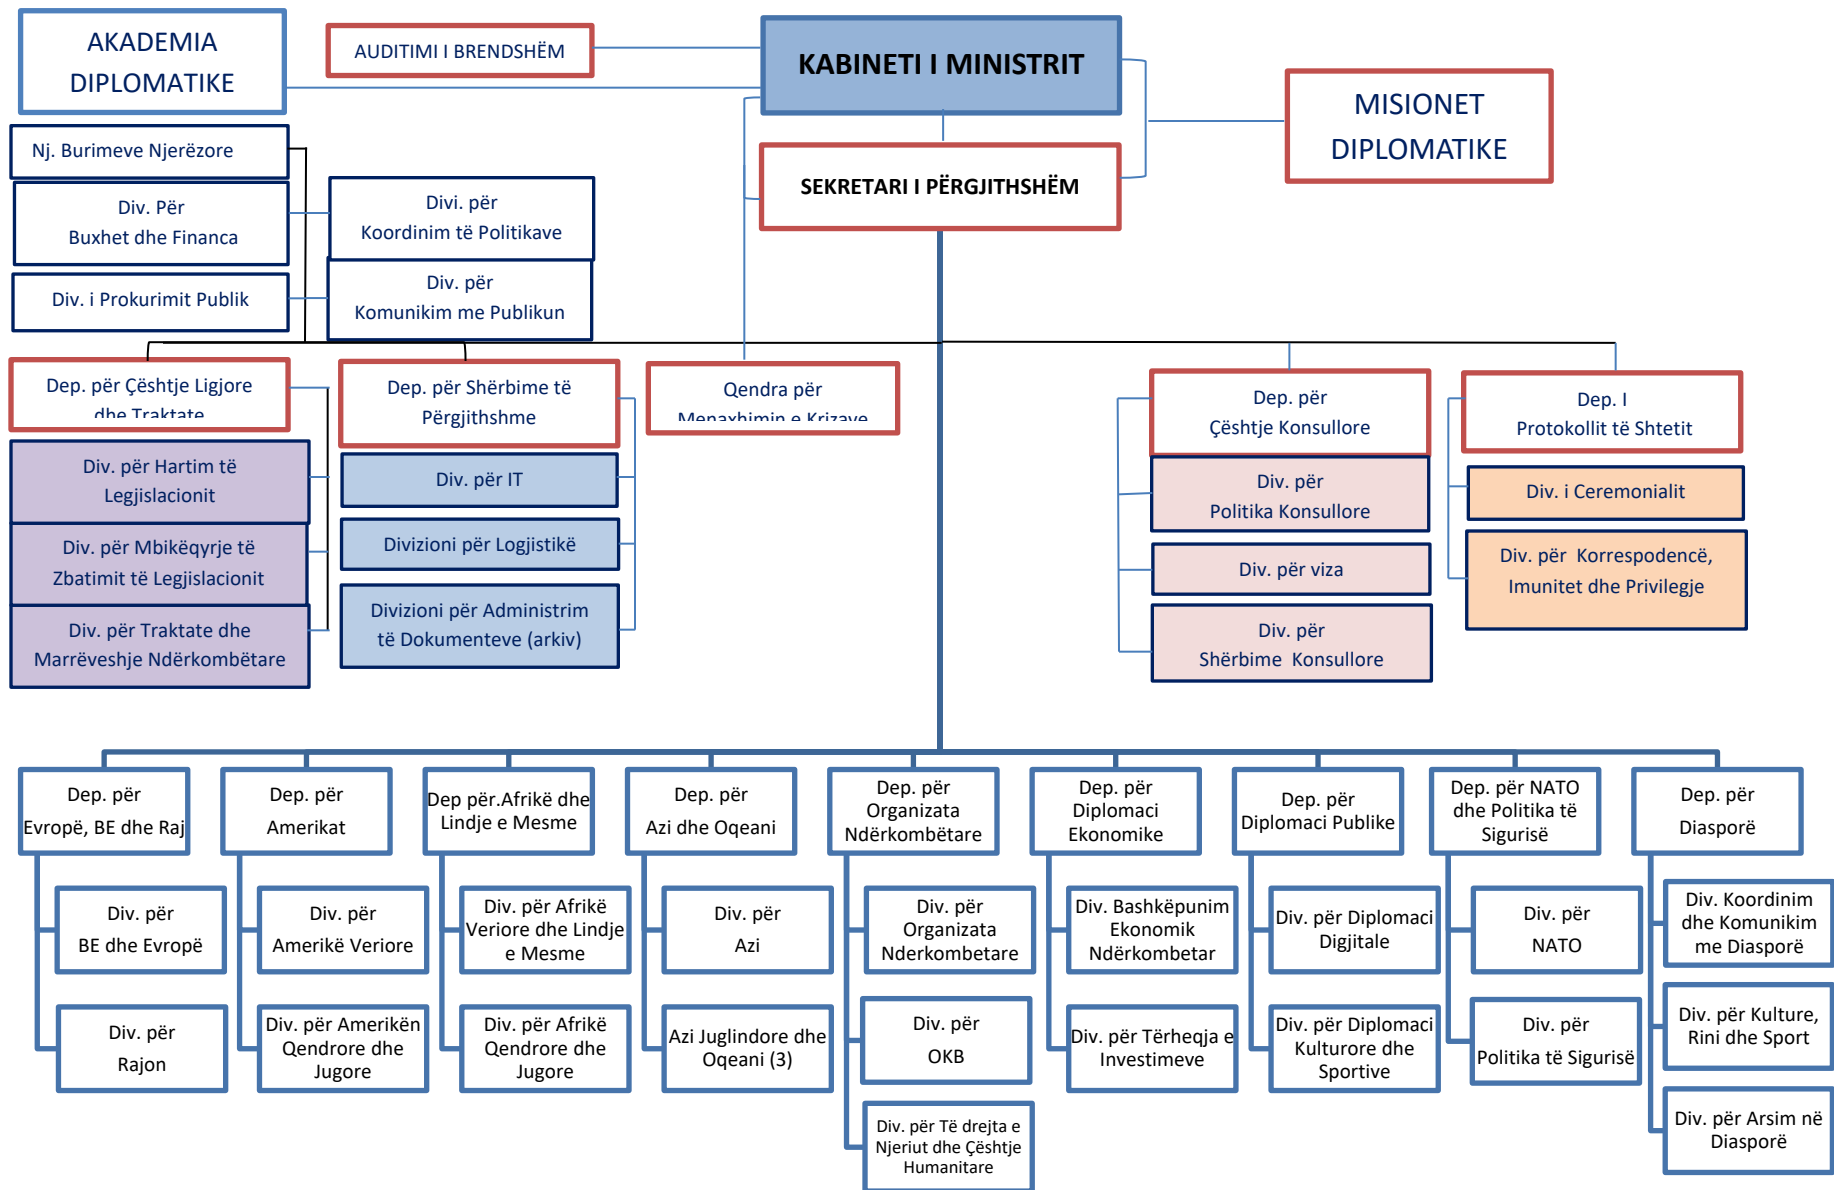 AKADEMIA
DIPLOMATIKE
AUDITIMI I BRENDSHËM
KABINETI I MINISTRIT
MISIONET
DIPLOMATIKE
SEKRETARI I PËRGJITHSHËM
Nj. Burimeve Njerëzore
Div. Për
Buxhet dhe Financa
Divi. për
Koordinim të Politikave
Div. i Prokurimit Publik
Div. për
Komunikim me Publikun
Dep. për Çështje Ligjore
dhe Traktate
Div. për Hartim të
Legjislacionit
Div. për Mbikëqyrje të
Zbatimit të Legjislacionit
Div. për Traktate dhe
Marrëveshje Ndërkombëtare
Dep. për Shërbime të
Përgjithshme
Div. për IT
Divizioni për Logjistikë
Divizioni për Administrim
të Dokumenteve (arkiv)
Qendra për
Menaxhimin e Krizave
Dep. për
Çështje Konsullore
Div. për
Politika Konsullore
Div. për viza
Div. për
Shërbime Konsullore
Dep. I
Protokollit të Shtetit
Div. i Ceremonialit
Div. për Korrespodencë,
Imunitet dhe Privilegje
Dep. për
Evropë, BE dhe Raj
Div. për
BE dhe Evropë
Div. për
Rajon
Dep. për
Amerikat
Div. për
Amerikë Veriore
Div. për Amerikën
Qendrore dhe
Jugore
Dep për.Afrikë dhe
Lindje e Mesme
Div. për Afrikë
Veriore dhe Lindje
e Mesme
Div. për Afrikë
Qendrore dhe
Jugore
Dep. për
Azi dhe Oqeani
Div. për
Azi
Azi Juglindore dhe
Oqeani (3)
Dep. për
Organizata
Ndërkombëtare
Div. për
Organizata
Nderkombetare
Div. për
OKB
Div. për Të drejta e
Njeriut dhe Çështje
Humanitare
Dep. për
Diplomaci
Ekonomike
Div. Bashkëpunim
Ekonomik
Ndërkombetar
Div. për Tërheqja e
Investimeve
Dep. për
Diplomaci Publike
Div. për Diplomaci
Digjitale
Div. për Diplomaci
Kulturore dhe
Sportive
Dep. për NATO
dhe Politika të
Sigurisë
Div. për
NATO
Div. për
Politika të Sigurisë
Dep. për
Diasporë
Div. Koordinim
dhe Komunikim
me Diasporë
Div. për Kulture,
Rini dhe Sport
Div. për Arsim në
Diasporë